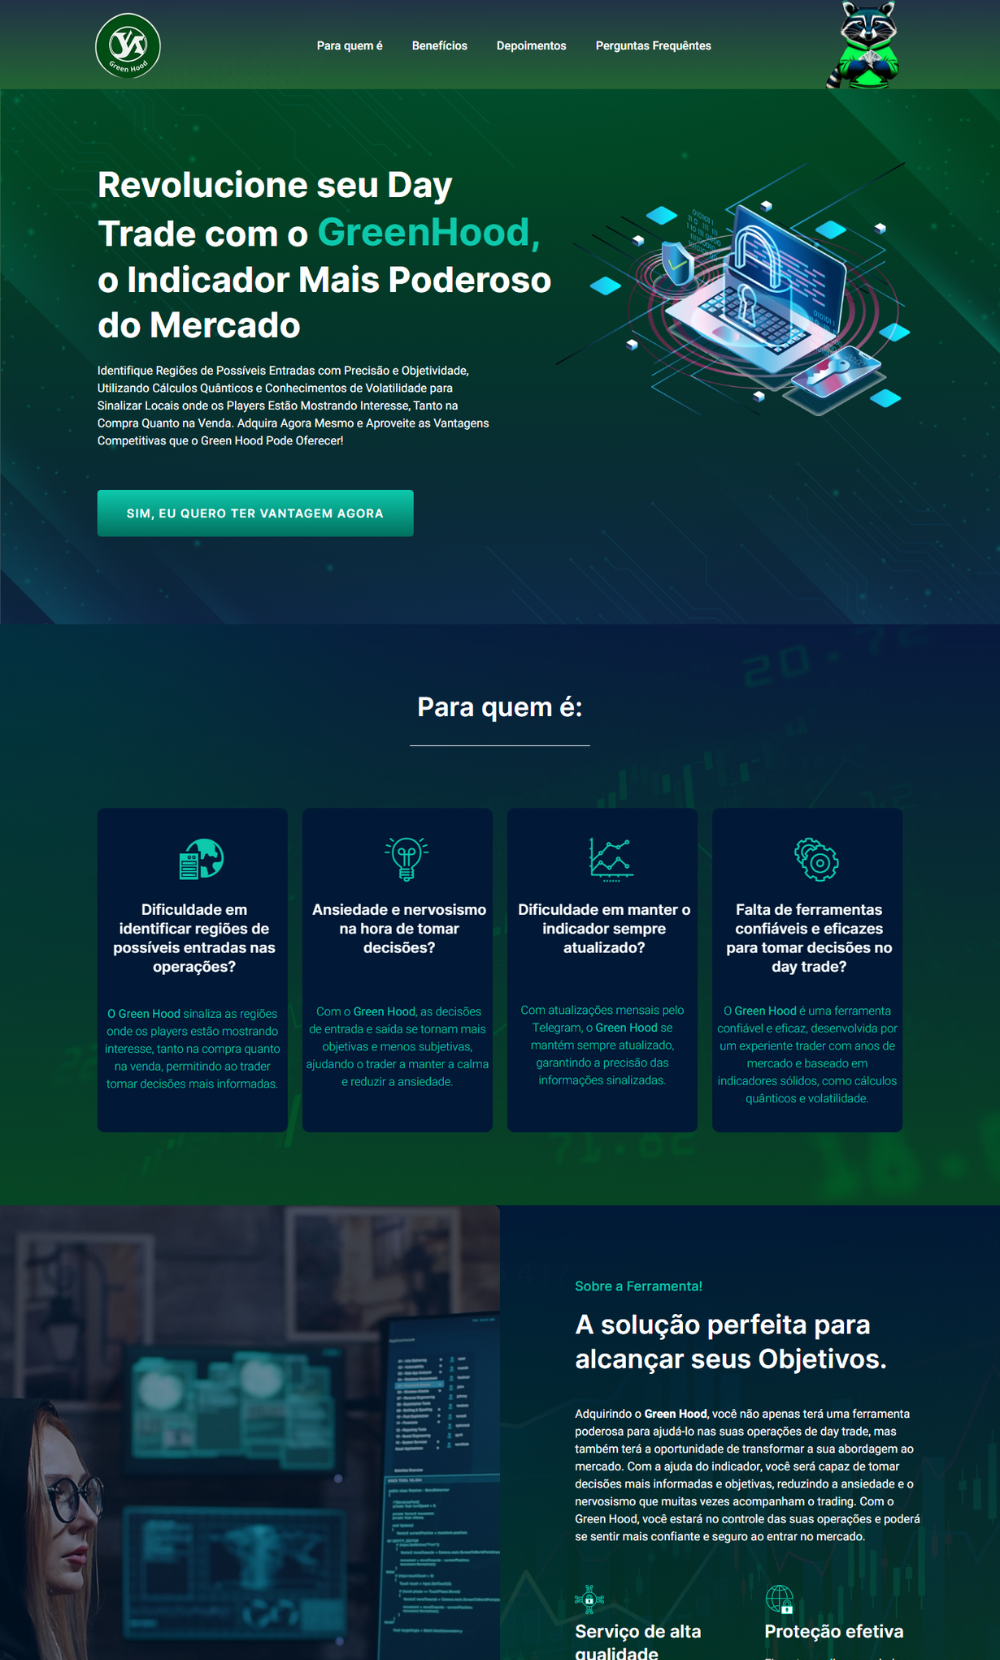 Green Hood
Para quem é
Benefícios
Depoimentos
Perguntas Frequêntes
Revolucione seu Day
Trade com o GreenHood,
o Indicador Mais Poderoso
do Mercado
Identifique Regiões de Possíveis Entradas com Precisão e Objetividade,
Utilizando Cálculos Quânticos e Conhecimentos de Volatilidade para
Sinalizar Locais onde os Players Estão Mostrando Interesse, Tanto na
Compra Quanto na Venda. Adquira Agora Mesmo e Aproveite as Vantagens
Competitivas que o Green Hood Pode Oferecer!
SIM, EU QUERO TER VANTAGEM AGORA
20.72
Para quem é:
Dificuldade em
identificar regiões de
possíveis entradas nas
operações?
O Green Hood sinaliza as regiões
onde os players estão mostrando
interesse, tanto na compra quanto
na venda, permitindo ao trader
tomar decisões mais informadas.
Ansiedade e nervosismo
na hora de tomar
decisões?
Com o Green Hood, as decisões
de entrada e saída se tornam mais
objetivas e menos subjetivas,
ajudando o trader a manter a calma
e reduzir a ansiedade.
Dificuldade em manter o
indicador sempre
atualizado?
Com atualizações mensais pelo
Telegram, o Green Hood se
mantém sempre atualizado,
garantindo a precisão das
informações sinalizadas.
Falta de ferramentas
confiáveis e eficazes
para tomar decisões no
day trade?
O Green Hood é uma ferramenta
confiável e eficaz, desenvolvida por
um experiente trader com anos de
mercado e baseado em
indicadores sólidos, como cálculos
quânticos e volatilidade.
71.82
Sobre a Ferramenta!
A solução perfeita para
alcançar seus Objetivos.
Adquirindo o Green Hood, você não apenas terá uma ferramenta
poderosa para ajudá-lo nas suas operações de day trade, mas
também terá a oportunidade de transformar a sua abordagem ao
mercado. Com a ajuda do indicador, você será capaz de tomar
decisões mais informadas e objetivas, reduzindo a ansiedade e o
nervosismo que muitas vezes acompanham o trading. Com o
Green Hood, você estará no controle das suas operações e poderá
se sentir mais confiante e seguro ao entrar no mercado.
Serviço de alta
qualidade
Proteção efetiva